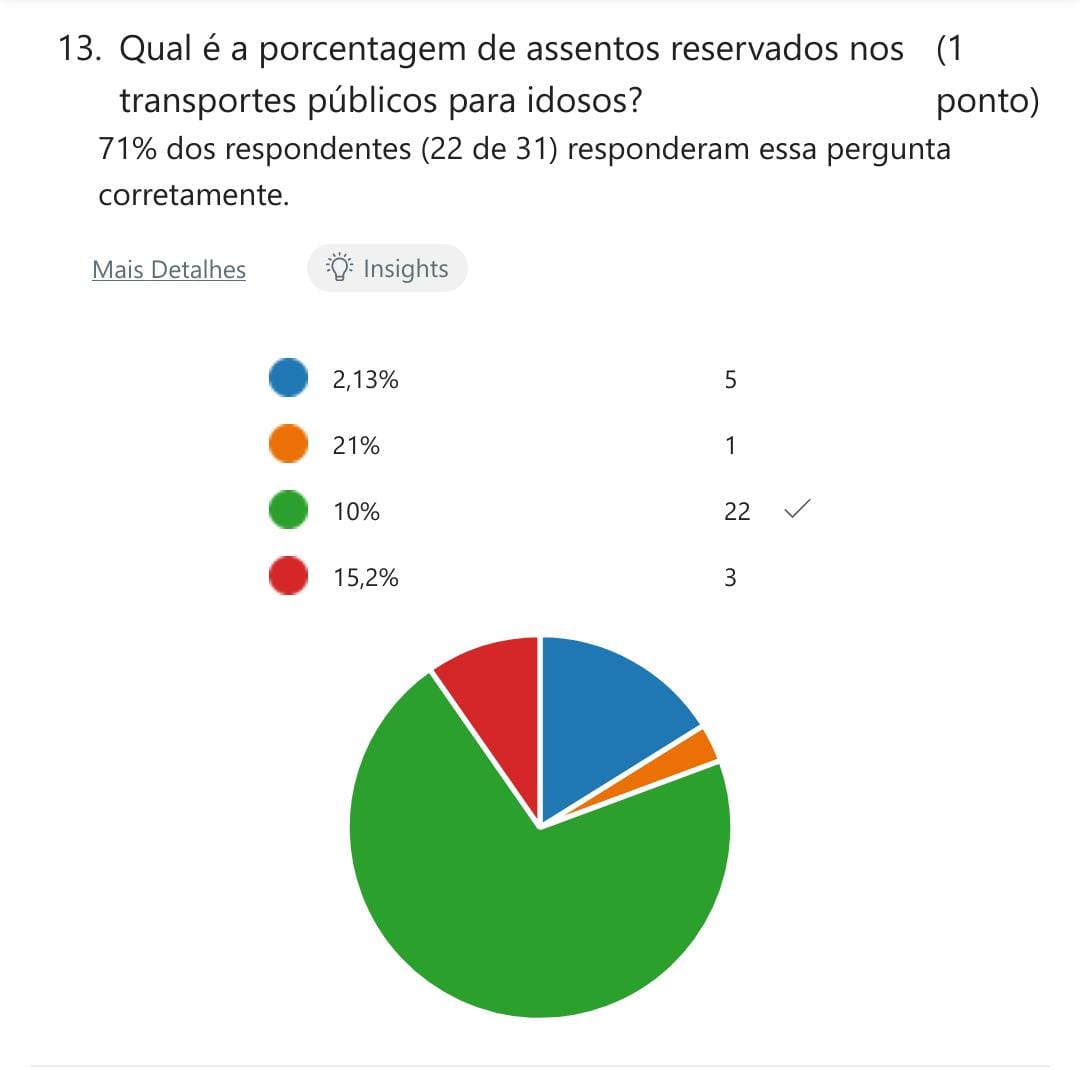 13. Qual é a porcentagem de assentos reservados nos (1
transportes públicos para idosos? ponto)
71% dos respondentes (22 de 31) responderam essa pergunta
corretamente.
Mais Detalhes Insights
2,13% 5
21% 1
10% 22
15,2% 3